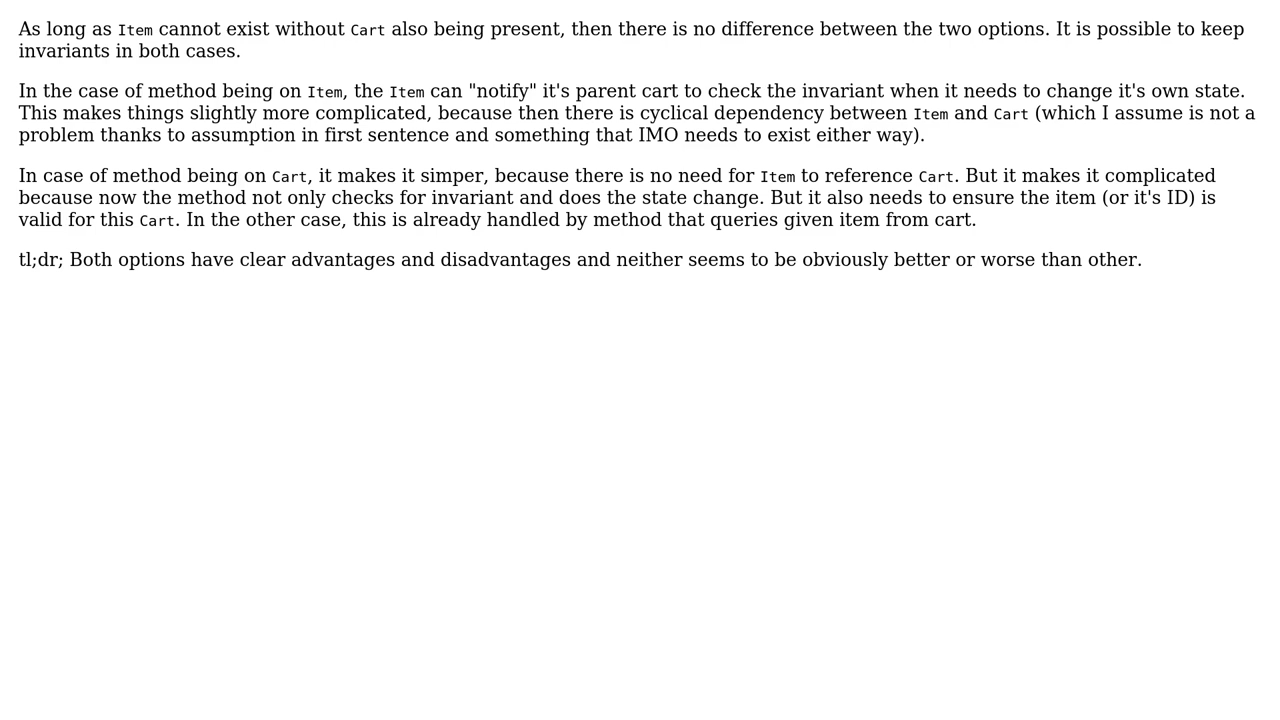 As long as Item cannot exist without Cart also being present, then there is no difference between the two options. It is possible to keep
invariants in both cases.
In the case of method being on Item, the Item can "notify" it's parent cart to check the invariant when it needs to change it's own state.
This makes things slightly more complicated, because then there is cyclical dependency between Item and Cart (which I assume is not a
problem thanks to assumption in first sentence and something that IMO needs to exist either way).
In case of method being on Cart, it makes it simper, because there is no need for Item to reference Cart. But it makes it complicated
because now the method not only checks for invariant and does the state change. But it also needs to ensure the item (or it's ID) is
valid for this Cart. In the other case, this is already handled by method that queries given item from cart.
tl;dr; Both options have clear advantages and disadvantages and neither seems to be obviously better or worse than other.